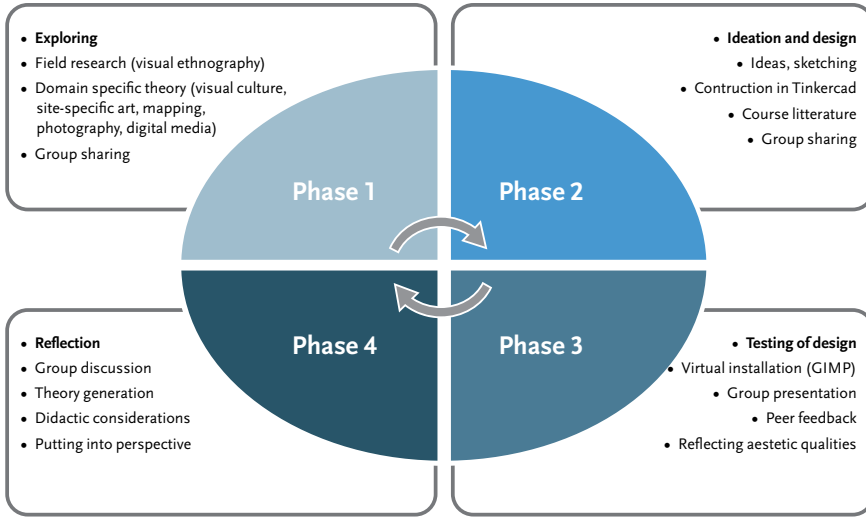 • Exploring
• Field research (visual ethnography)
• Domain specific theory (visual culture,
site-specific art, mapping,
photography, digital media)
• Group sharing
• Ideation and design
• Ideas, sketching
• Contruction in Tinkercad
• Course litterature
• Group sharing
Phase 1
Phase 2
Phase 4
Phase 3
• Reflection
• Group discussion
• Theory generation
• Didactic considerations
• Putting into perspective
• Testing of design
• Virtual installation (GIMP)
• Group presentation
• Peer feedback
• Reflecting aestetic qualities